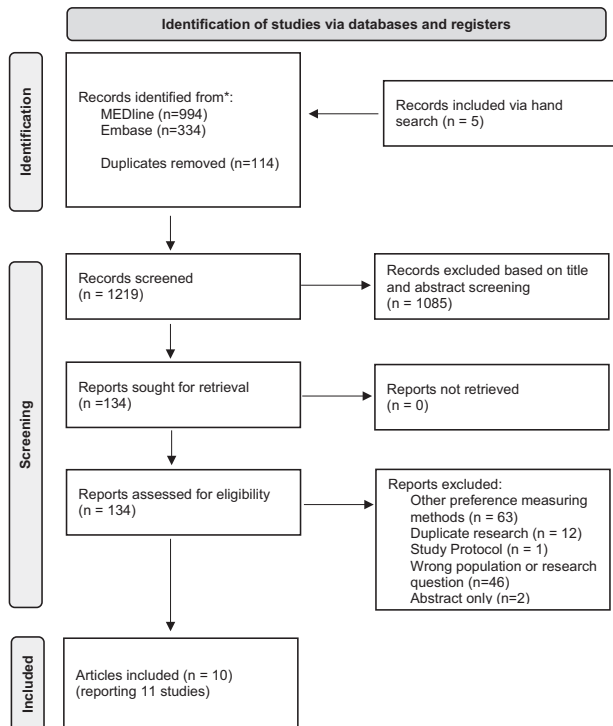 Identification of studies via databases and registers
Identification
Records identified from*:
MEDline (n=994)
Embase (n=334)
Duplicates removed (n=114)
Records included via hand
search (n = 5)
Screening
Records screened
(n = 1219)
Records excluded based on title
and abstract screening
(n = 1085)
Reports sought for retrieval
(n =134)
Reports not retrieved
(n = 0)
Reports assessed for eligibility
(n = 134)
Reports excluded:
Other preference measuring
methods (n = 63)
Duplicate research (n = 12)
Study Protocol (n = 1)
Wrong population or research
question (n=46)
Abstract only (n=2)
Included
Articles included (n = 10)
(reporting 11 studies)